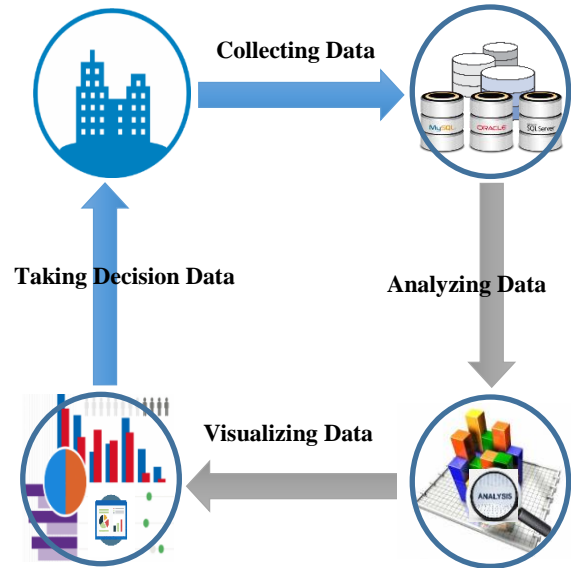 Collecting Data
MySQL
ORACLE
SQL Server
Taking Decision Data
Analyzing Data
Visualizing Data
ANALYSIS